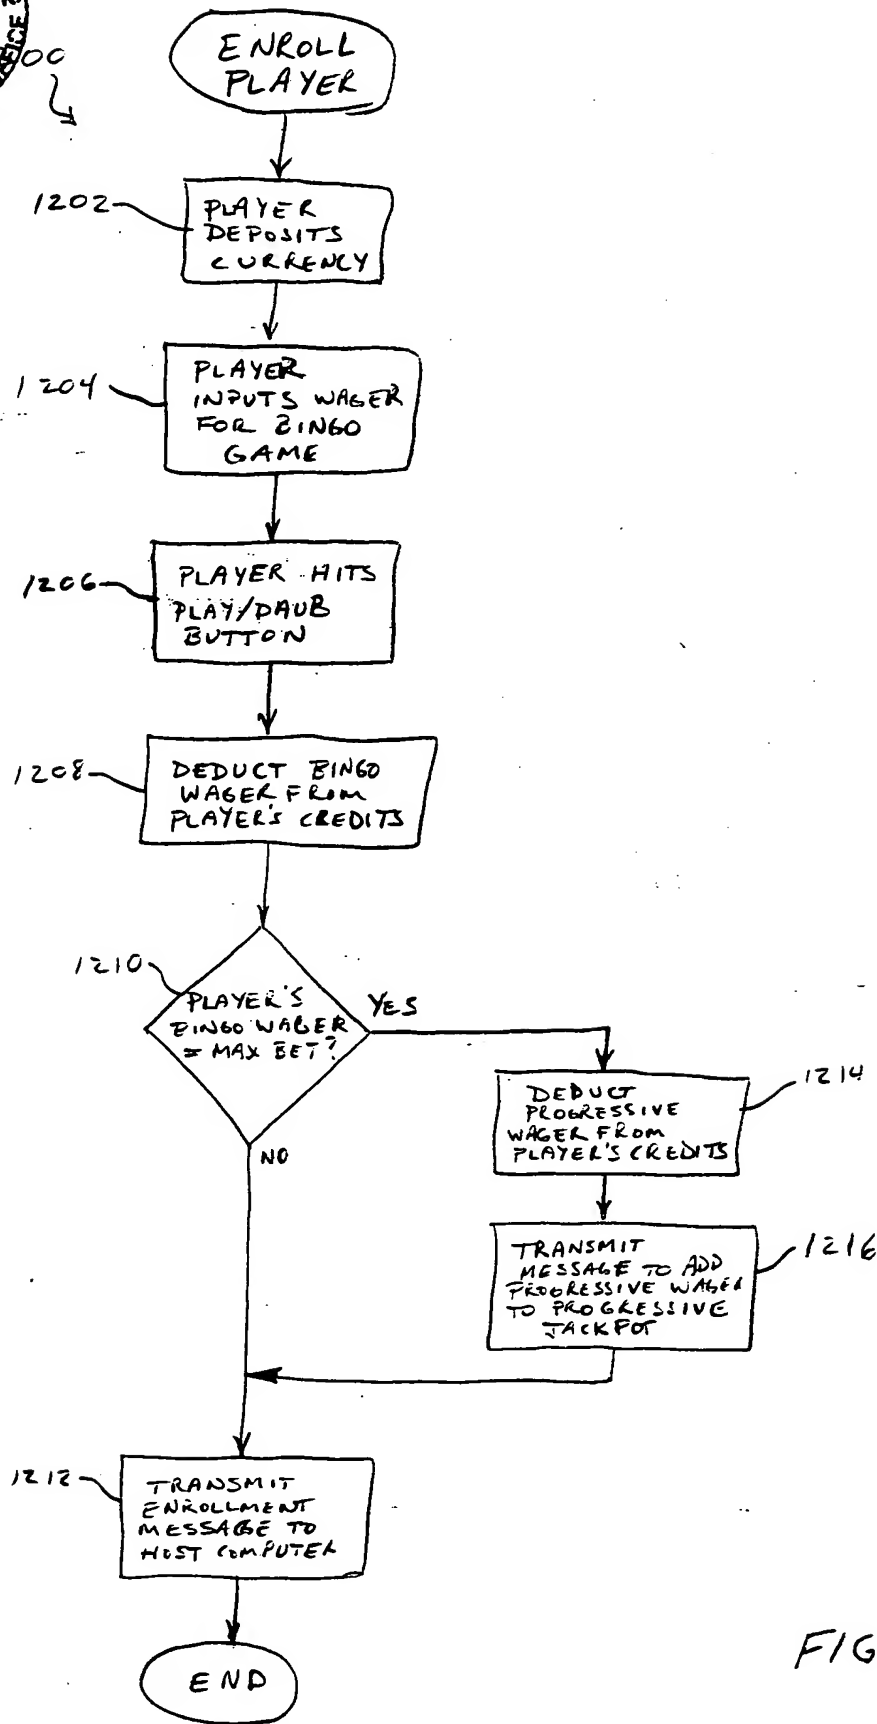 00
ENROLL
PLAYER
1202
PLAYER
DEPOSITS
CURRENCY
1204
PLAYER
INPUTS WAGER
FOR BINGO
GAME
1206
PLAYER HITS
PLAY/DAUB
BUTTON
1208
DEDUCT BINGO
WAGER FROM
PLAYER'S CREDITS
1210
PLAYER'S
BINGO WAGER
= MAX BET?
YES
NO
1214
DEDUCT
PROGRESSIVE
WAGER FROM
PLAYER'S CREDITS
1216
TRANSMIT
MESSAGE TO ADD
PROGRESSIVE WAGER
TO PROGRESSIVE
JACKPOT
1212
TRANSMIT
ENROLLMENT
MESSAGE TO
HOST COMPUTER
END
FIG